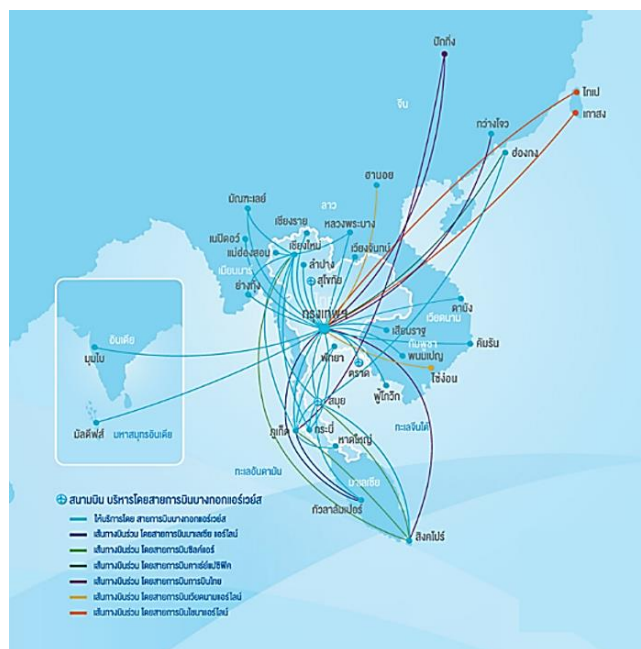 ปักกิ่ง
จีน
ไทเป
เกาสง
กว่างโจว
ฮ่องกง
ฮานอย
มัณฑะเลย์
ลาว
เชียงราย
หลวงพระบาง
เนปิดอว์
เชียงใหม่
แม่ฮ่องสอน
เวียงจันทน์
ลำปาง
เมียนมาร์
สุโขทัย
ย่างกุ้ง
กรุงเทพฯ
ดานัง
เวียดนาม
เสียมราฐ
กัมพูชา
คัมรัน
อินเดีย
มุมไบ
พัทยา
พนมเปญ
ตราด
ไซ่ง่อน
ฟู้โกว๊ก
สมุย
มัลดีฟส์
มหาสมุทรอินเดีย
ภูเก็ต
กระบี่
ทะเลจีนใต้
หาดใหญ่
ทะเลอันดามัน
มาเลเซีย
กัวลาลัมเปอร์
สิงคโปร์
สนามบิน บริหารโดยสายการบินบางกอกแอร์เวย์ส
ให้บริการโดย สายการบินบางกอกแอร์เวย์ส
เส้นทางบินร่วม โดยสายการบินมาเลเซีย แอร์ไลน์
เส้นทางบินร่วม โดยสายการบินซิลค์แอร์
เส้นทางบินร่วม โดยสายการบินคาเธ่ย์แปซิฟิค
เส้นทางบินร่วม โดยสายการบินการบินไทย
เส้นทางบินร่วม โดยสายการบินเวียดนามแอร์ไลน์
เส้นทางบินร่วม โดยสายการบินไชน่าแอร์ไลน์